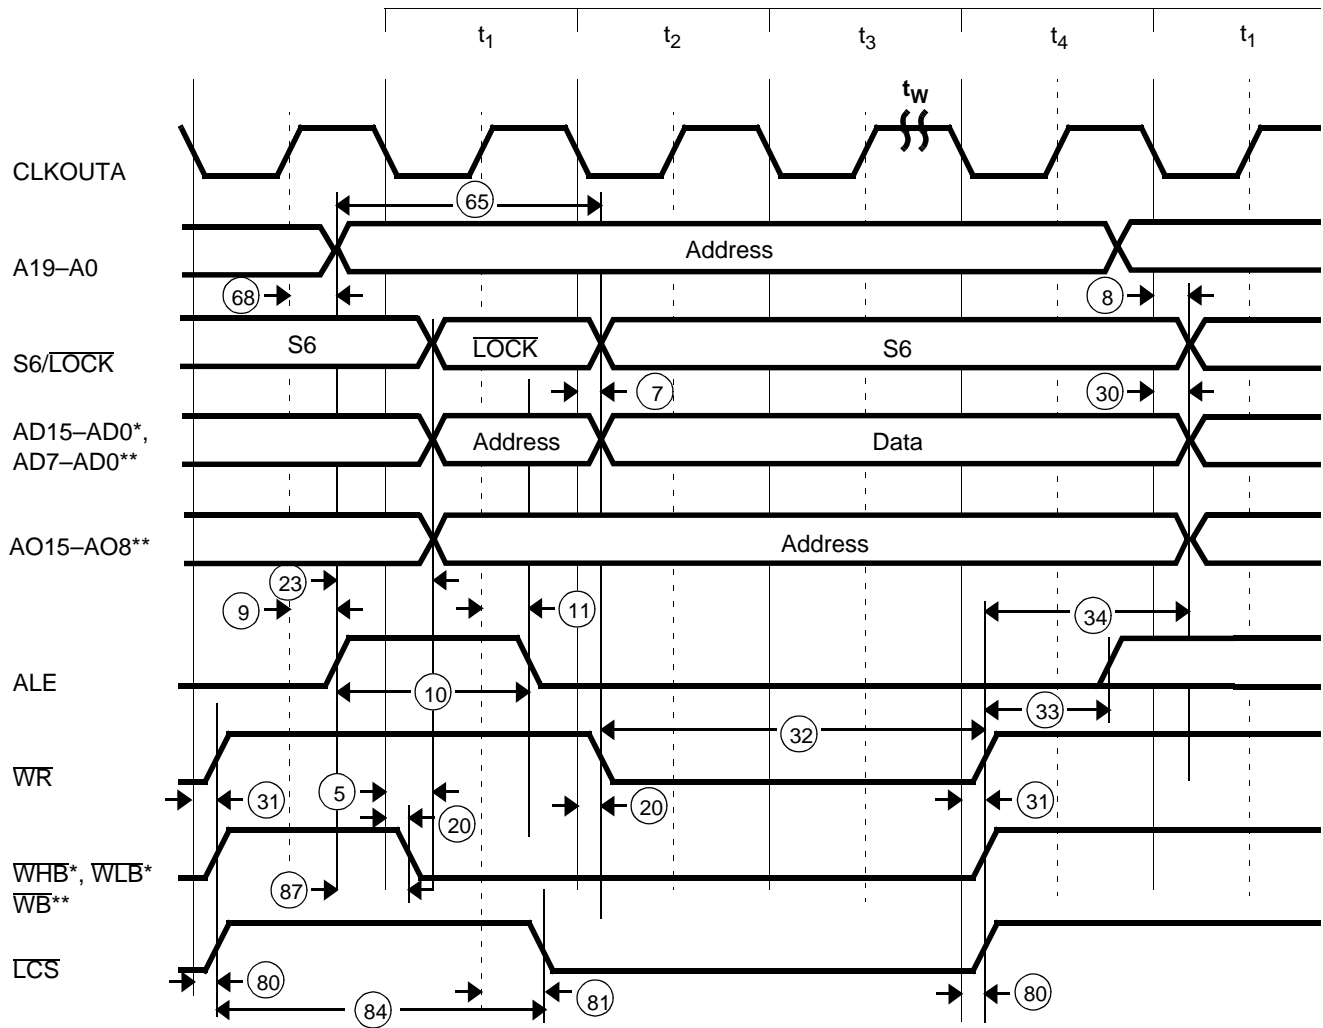 t1 t2 t3 t4 t1
tW
CLKOUTA
65
A19–A0 Address
68 8
S6/LOCK S6 LOCK S6
7 30
AD15–AD0*, 
AD7–AD0** Address Data
AO15–AO8** Address
23
9 11 34
ALE
10 33
32
WR
31 5 20 20 31
WHB*, WLB*
WB**
87
LCS
80 84 81 80